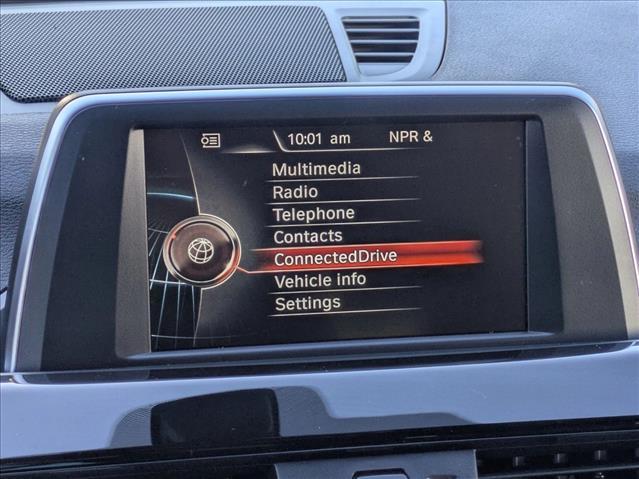 10:01 am NPR &
Multimedia
Radio
Telephone
Contacts
ConnectedDrive
Vehicle info
Settings